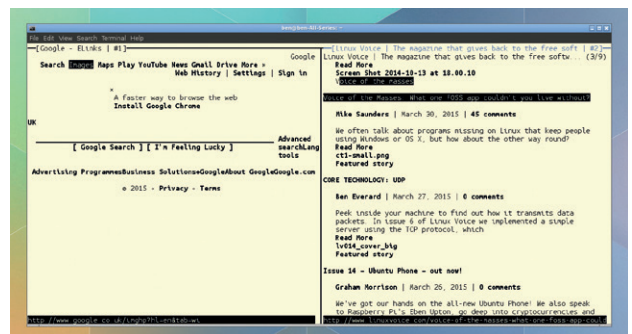 ben@ben-All-Series: ~
File Edit View Search Terminal Help
[Google - ELinks | #1]
Google
Search Images Maps Play YouTube News Gmail Drive More »
Web History | Settings | Sign in
×
A faster way to browse the web
Install Google Chrome
UK
Advanced
[ Google Search ] [ I'm Feeling Lucky ] searchLang
tools
Advertising ProgrammesBusiness Solutions+GoogleAbout GoogleGoogle.com
© 2015 - Privacy - Terms
http://www.google.co.uk/imghp?hl=en&tab=wi
[Linux Voice | The magazine that gives back to the free soft | #2]
Linux Voice | The magazine that gives back to the free softw... (3/9)
Read More
Screen Shot 2014-10-13 at 18.00.10
Voice of the Masses
Voice of the Masses: What one FOSS app couldn't you live without?
Mike Saunders | March 30, 2015 | 45 comments
We often talk about programs missing on Linux that keep people
using Windows or OS X, but how about the other way round?
Read More
ct1-small.png
Featured story
CORE TECHNOLOGY: UDP
Ben Everard | March 27, 2015 | 0 comments
Peek inside your machine to find out how it transmits data
packets. In issue 6 of Linux Voice we implemented a simple
server using the TCP protocol, which
Read More
lv014_cover_big
Featured story
Issue 14 – Ubuntu Phone – out now!
Graham Morrison | March 26, 2015 | 0 comments
We've got our hands on the all-new Ubuntu Phone! We also speak
to Raspberry Pi's Eben Upton, go deep into cryptocurrencies and
http://www.linuxvoice.com/voice-of-the-masses-what-one-foss-app-could